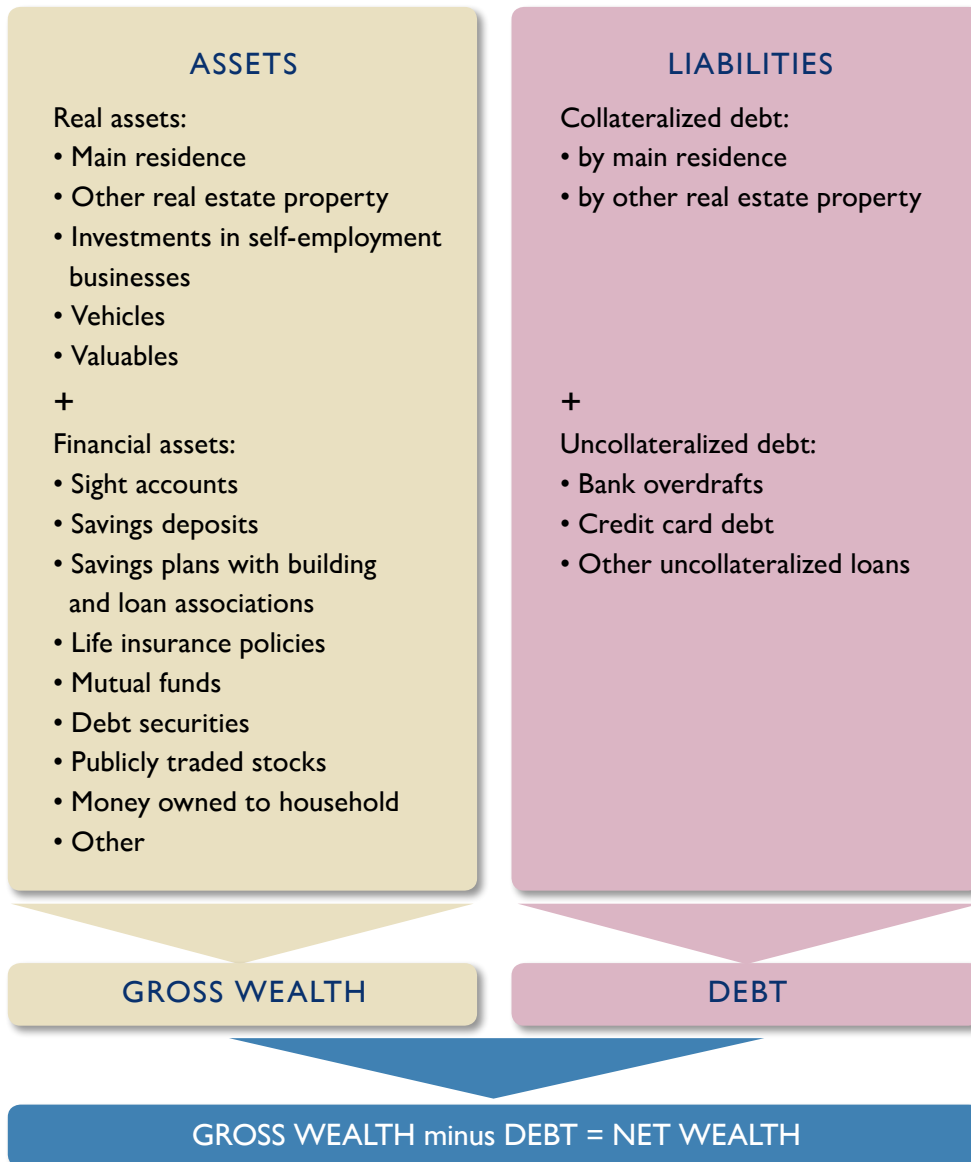 ASSETS
Real assets:
• Main residence
• Other real estate property
• Investments in self-employment
businesses
• Vehicles
• Valuables
+
Financial assets:
• Sight accounts
• Savings deposits
• Savings plans with building
and loan associations
• Life insurance policies
• Mutual funds
• Debt securities
• Publicly traded stocks
• Money owned to household
• Other
LIABILITIES
Collateralized debt:
• by main residence
• by other real estate property
+
Uncollateralized debt:
• Bank overdrafts
• Credit card debt
• Other uncollateralized loans
GROSS WEALTH
DEBT
GROSS WEALTH minus DEBT = NET WEALTH